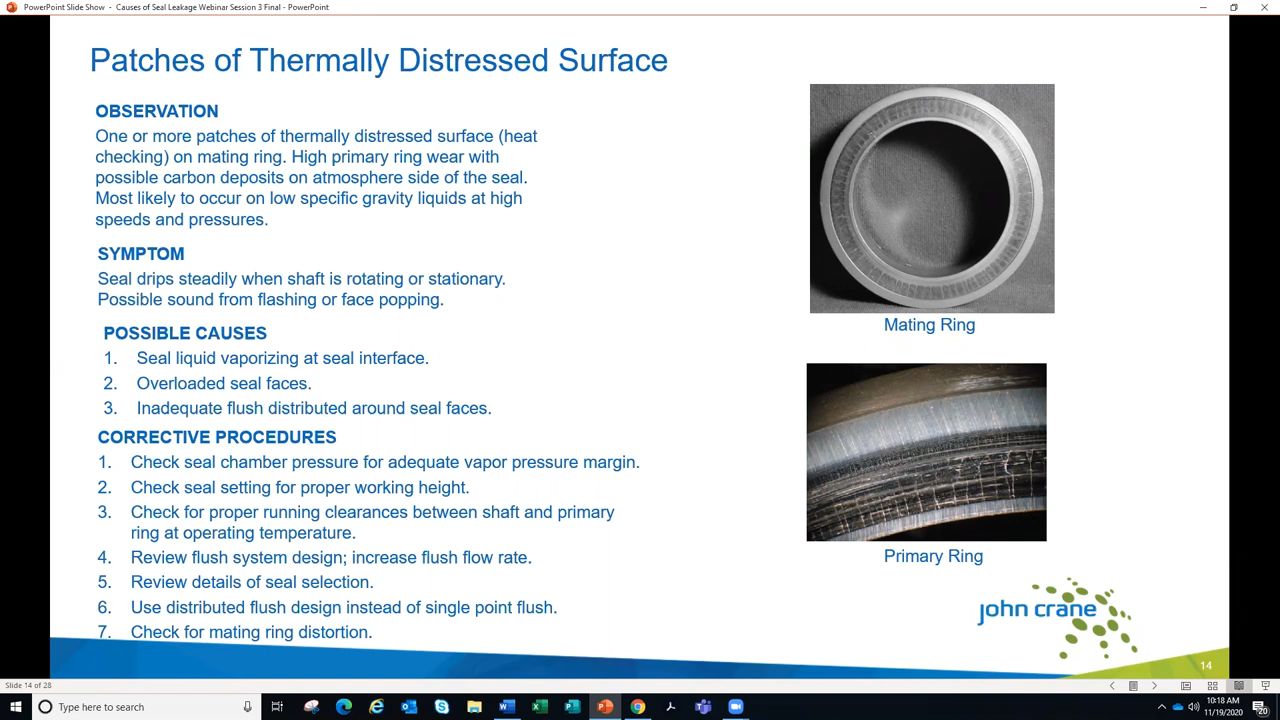 PowerPoint Slide Show - Causes of Seal Leakage Webinar Session 3 Final - PowerPoint
Patches of Thermally Distressed Surface
OBSERVATION
One or more patches of thermally distressed surface (heat
checking) on mating ring. High primary ring wear with
possible carbon deposits on atmosphere side of the seal.
Most likely to occur on low specific gravity liquids at high
speeds and pressures.
SYMPTOM
Seal drips steadily when shaft is rotating or stationary.
Possible sound from flashing or face popping.
POSSIBLE CAUSES
1. Seal liquid vaporizing at seal interface.
2. Overloaded seal faces.
3. Inadequate flush distributed around seal faces.
CORRECTIVE PROCEDURES
1. Check seal chamber pressure for adequate vapor pressure margin.
2. Check seal setting for proper working height.
3. Check for proper running clearances between shaft and primary
ring at operating temperature.
4. Review flush system design; increase flush flow rate.
5. Review details of seal selection.
6. Use distributed flush design instead of single point flush.
7. Check for mating ring distortion.
Mating Ring
Primary Ring
john crane
14
Slide 14 of 28
Type here to search
10:18 AM
11/19/2020
20